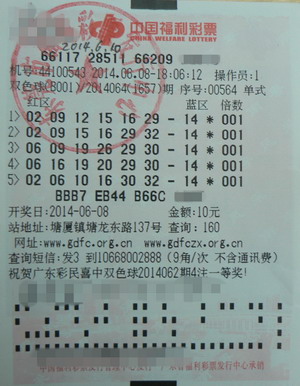 中国福利彩票
CHINA WELFARE LOTTERY
2014.6.10
66117 28511 66209
机号:44100543 2014-06-08-18:06:12 操作员:1
双色球(B001) 2014064(1657)期 序号:00564 单式
红区 蓝区 倍数
1> 02 09 12 15 16 29 - 14 * 001
2> 02 09 15 16 29 31 - 14 * 001
3> 06 09 15 26 29 30 - 14 * 001
4> 06 16 19 20 29 30 - 14 * 001
5> 02 06 10 16 30 32 - 14 * 001
BBB7 EB44 B66C
开奖日:2014-06-08 金额:10元
站地址:塘厦镇塘龙东路137号 查询:160
网址:www.gdfc.org.cn www.gdfczx.org.cn
查询短信:发3 到10668002888 (9角/次 不含通讯费)
祝贺广东彩民喜中双色球2014062期4注一等奖!